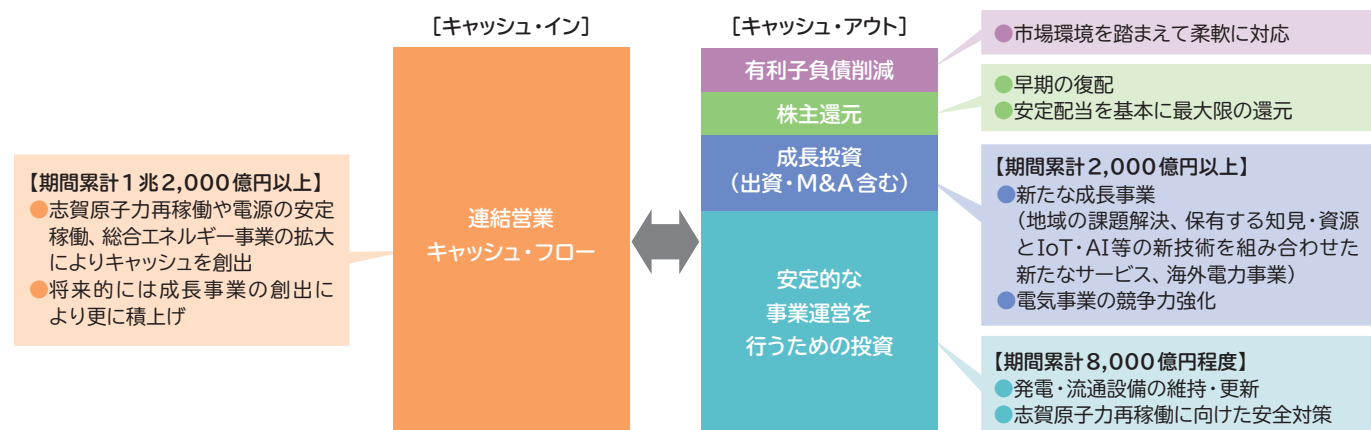 [キャッシュ・イン]
連結営業
キャッシュ・フロー
【期間累計1兆2,000億円以上】
●志賀原子力再稼働や電源の安定
稼働、総合エネルギー事業の拡大
によりキャッシュを創出
●将来的には成長事業の創出に
より更に積上げ
[キャッシュ・アウト]
有利子負債削減
株主還元
成長投資
(出資・M&A含む)
安定的な
事業運営を
行うための投資
●市場環境を踏まえて柔軟に対応
●早期の復配
●安定配当を基本に最大限の還元
【期間累計2,000億円以上】
●新たな成長事業
(地域の課題解決、保有する知見・資源
とIoT・AI等の新技術を組み合わせた
新たなサービス、海外電力事業)
●電気事業の競争力強化
【期間累計8,000億円程度】
●発電・流通設備の維持・更新
●志賀原子力再稼働に向けた安全対策